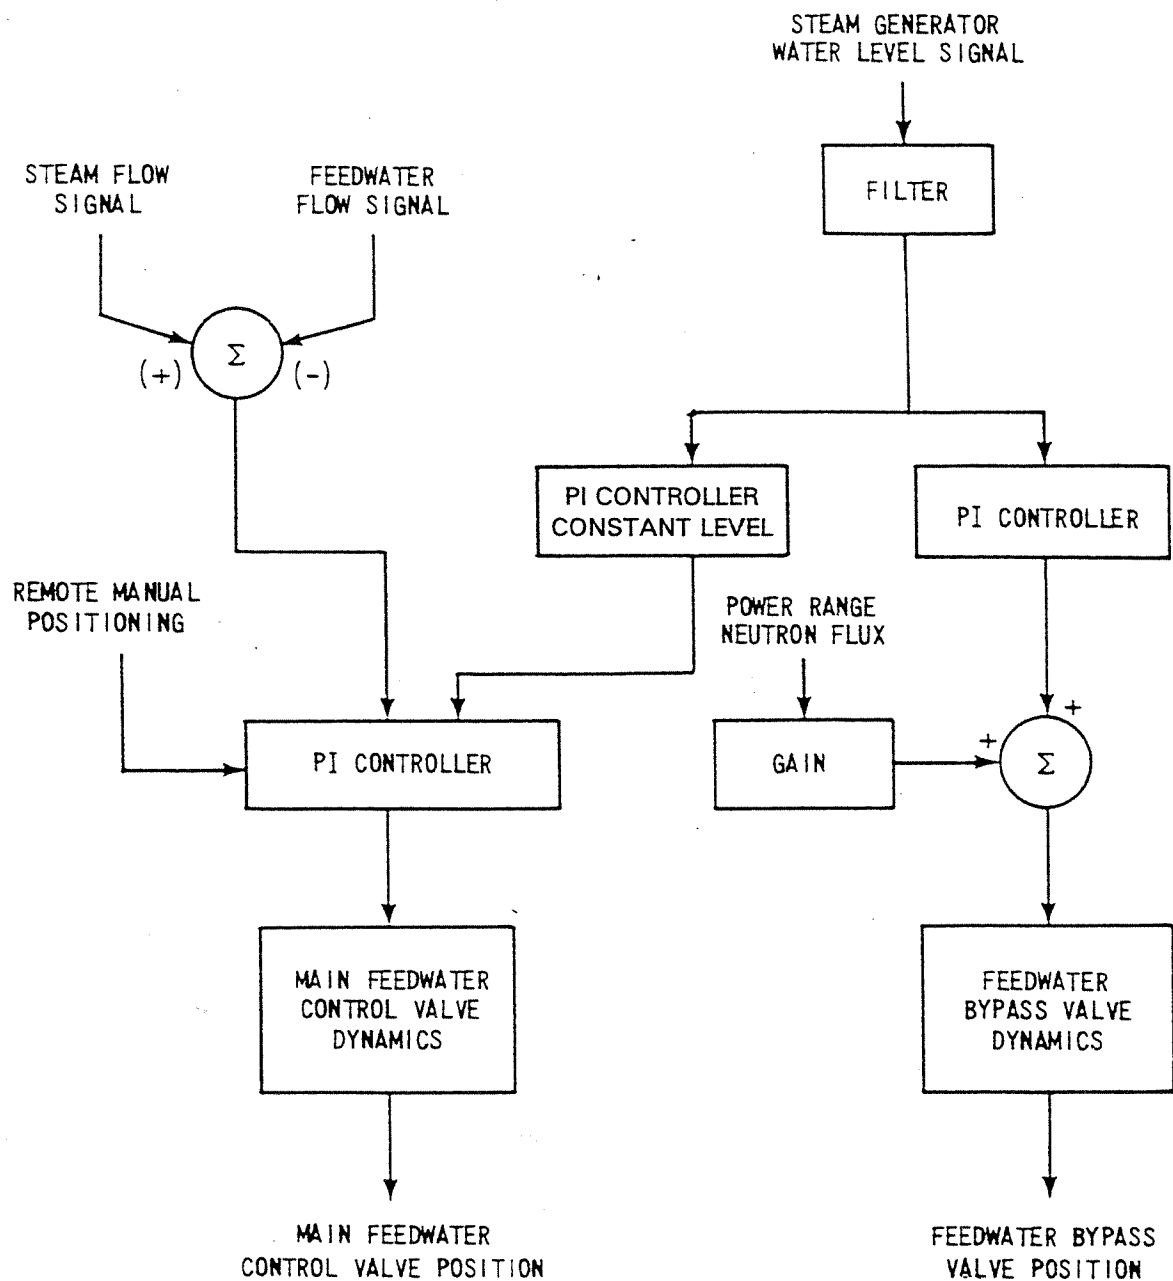 STEAM GENERATOR
WATER LEVEL SIGNAL
FILTER
STEAM FLOW
SIGNAL
FEEDWATER
FLOW SIGNAL
Σ
(+)
(-)
PI CONTROLLER
CONSTANT LEVEL
PI CONTROLLER
REMOTE MANUAL
POSITIONING
POWER RANGE
NEUTRON FLUX
PI CONTROLLER
GAIN
+
+
Σ
MAIN FEEDWATER
CONTROL VALVE
DYNAMICS
FEEDWATER
BYPASS VALVE
DYNAMICS
MAIN FEEDWATER
CONTROL VALVE POSITION
FEEDWATER BYPASS
VALVE POSITION